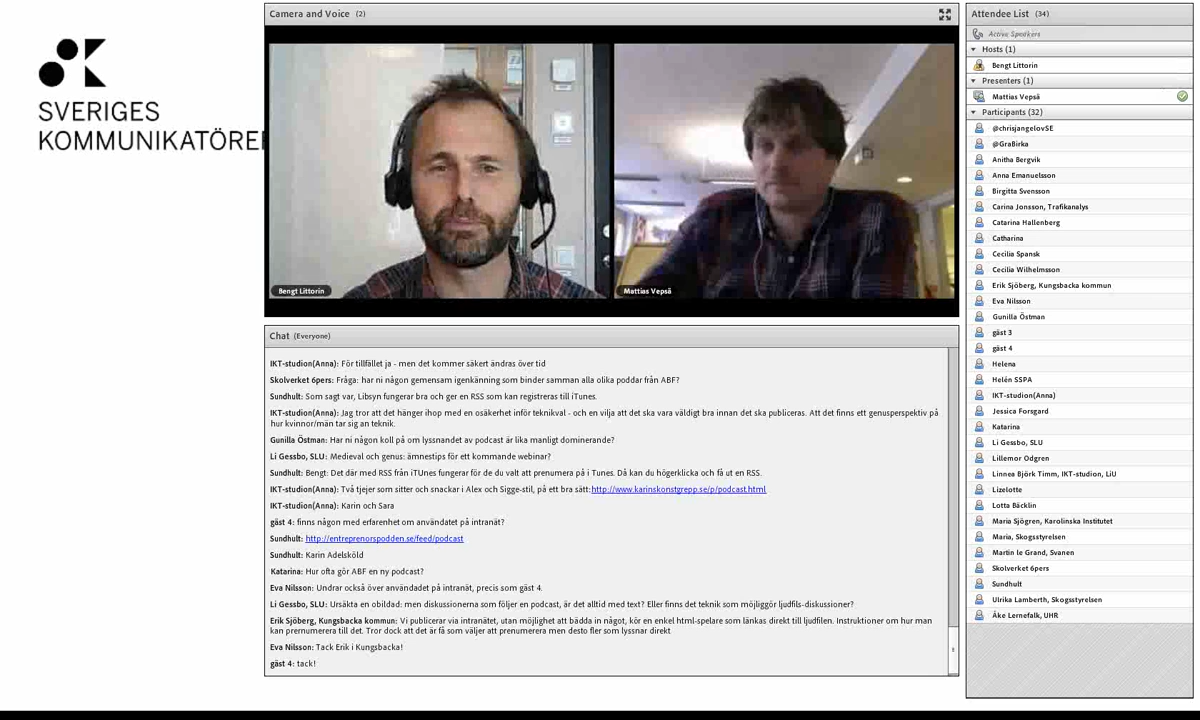 SVERIGES
KOMMUNIKATÖRER
Camera and Voice (2)
Bengt Littorin
Mattias Vepsä
Chat (Everyone)
IKT-studion(Anna): För tillfället ja - men det kommer säkert ändras över tid
Skolverket 6pers: Fråga: har ni någon gemensam igenkänning som binder samman alla olika poddar från ABF?
Sundhult: Som sagt var, Libsyn fungerar bra och ger en RSS som kan registreras till iTunes.
IKT-studion(Anna): Jag tror att det hänger ihop med en osäkerhet inför teknikval - och en vilja att det ska vara väldigt bra innan det ska publiceras. Att det finns ett genusperspektiv på
hur kvinnor/män tar sig an teknik.
Gunilla Östman: Har ni någon koll på om lyssnandet av podcast är lika manligt dominerande?
Li Gessbo, SLU: Medieval och genus: ämnestips för ett kommande webinar?
Sundhult: Bengt: Det där med RSS från iTUnes fungerar för de du valt att prenumera på i Tunes. Då kan du högerklicka och få ut en RSS.
IKT-studion(Anna): Två tjejer som sitter och snackar i Alex och Sigge-stil, på ett bra sätt:http://www.karinskonstgrepp.se/p/podcast.html
IKT-studion(Anna): Karin och Sara
gäst 4: finns någon med erfarenhet om användatet på intranät?
Sundhult: http://entreprenorspodden.se/feed/podcast
Sundhult: Karin Adelsköld
Katarina: Hur ofta gör ABF en ny podcast?
Eva Nilsson: Undrar också över användadet på intranät, precis som gäst 4.
Li Gessbo, SLU: Ursäkta en obildad: men diskussionerna som följer en podcast, är det alltid med text? Eller finns det teknik som möjliggör ljudfils-diskussioner?
Erik Sjöberg, Kungsbacka kommun: Vi publicerar via intranätet, utan möjlighet att bädda in något, kör en enkel html-spelare som länkas direkt till ljudfilen. Instruktioner om hur man
kan prernumerera till det. Tror dock att det är få som väljer att prenumerera men desto fler som lyssnar direkt
Eva Nilsson: Tack Erik i Kungsbacka!
gäst 4: tack!
Attendee List (34)
Active Speakers
Hosts (1)
Bengt Littorin
Presenters (1)
Mattias Vepsä
Participants (32)
@chrisjangelovSE
@GraBirka
Anitha Bergvik
Anna Emanuelsson
Birgitta Svensson
Carina Jonsson, Trafikanalys
Catarina Hallenberg
Catharina
Cecilia Spansk
Cecilia Wilhelmsson
Erik Sjöberg, Kungsbacka kommun
Eva Nilsson
Gunilla Östman
gäst 3
gäst 4
Helena
Helén SSPA
IKT-studion(Anna)
Jessica Forsgard
Katarina
Li Gessbo, SLU
Lillemor Odgren
Linnea Björk Timm, IKT-studion, LiU
Lizelotte
Lotta Bäcklin
Maria Sjögren, Karolinska Institutet
Maria, Skogsstyrelsen
Martin le Grand, Svanen
Skolverket 6pers
Sundhult
Ulrika Lamberth, Skogsstyrelsen
Åke Lernefalk, UHR